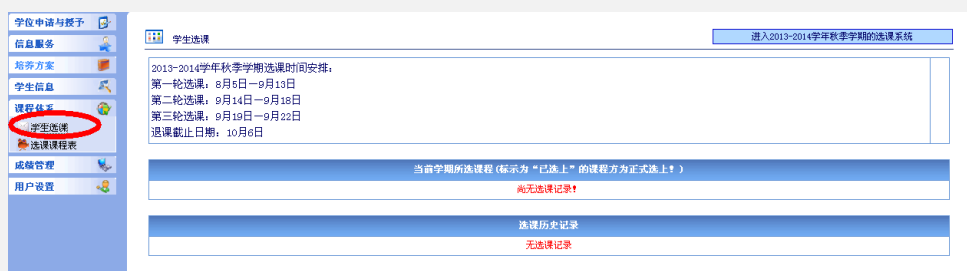 学位申请与授予
信息服务
培养方案
学生信息
课程体系
学生选课
选课课程表
成绩管理
用户设置
学生选课
进入2013-2014学年秋季学期的选课系统
2013-2014学年秋季学期选课时间安排:
第一轮选课: 8月5日—9月13日
第二轮选课: 9月14日—9月18日
第三轮选课: 9月19日—9月22日
退课截止日期: 10月6日
当前学期所选课程(标示为“已选上”的课程方为正式选上! )
尚无选课记录!
选课历史记录
无选课记录